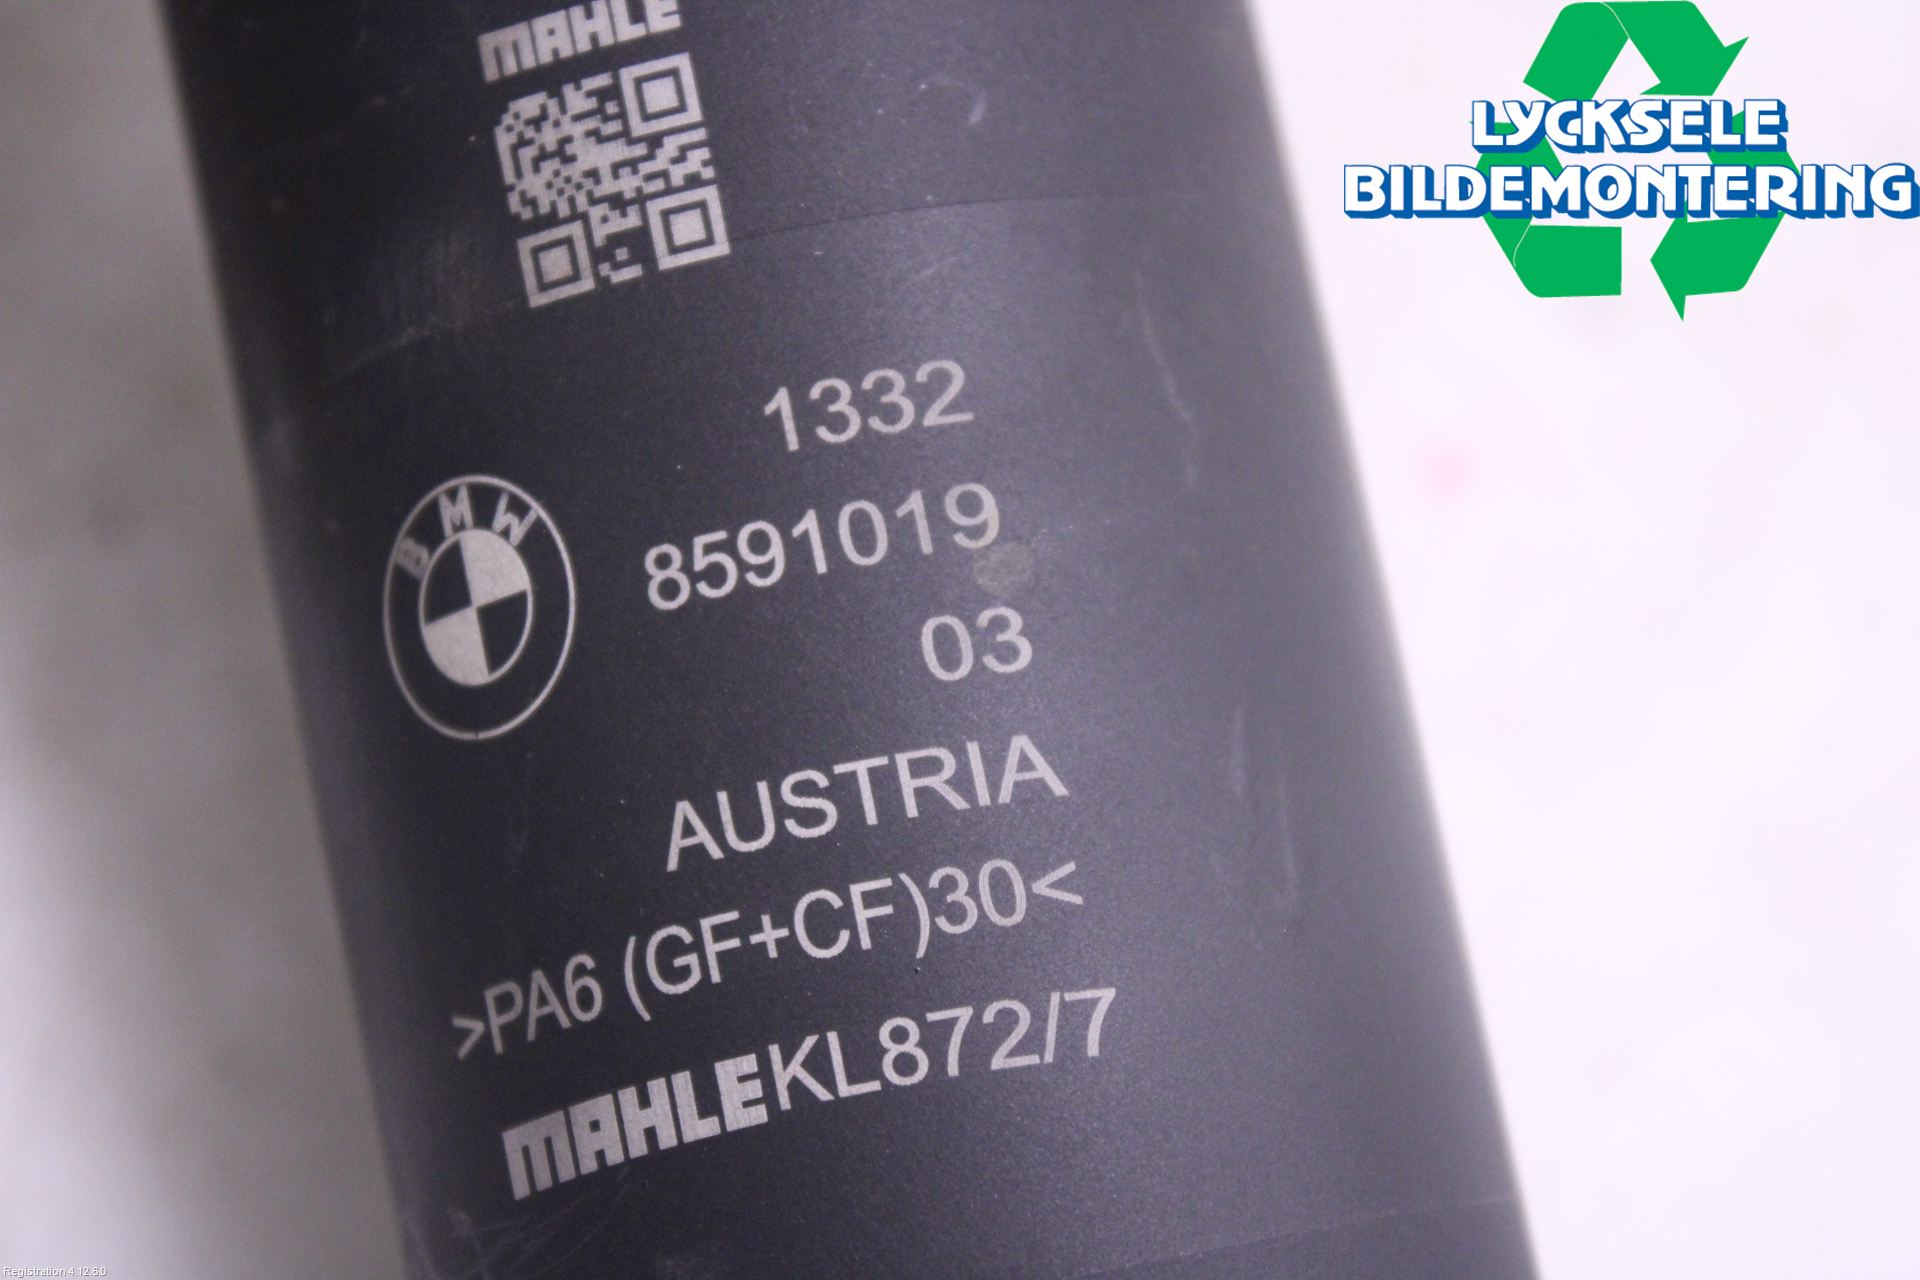 MAHLE
LYCKSELE
BILDEMONTERING
1332
BMW
8591019
03
AUSTRIA
>PA6 (GF+CF)30<
MAHLE KL872/7
Registration 4.12.6.0